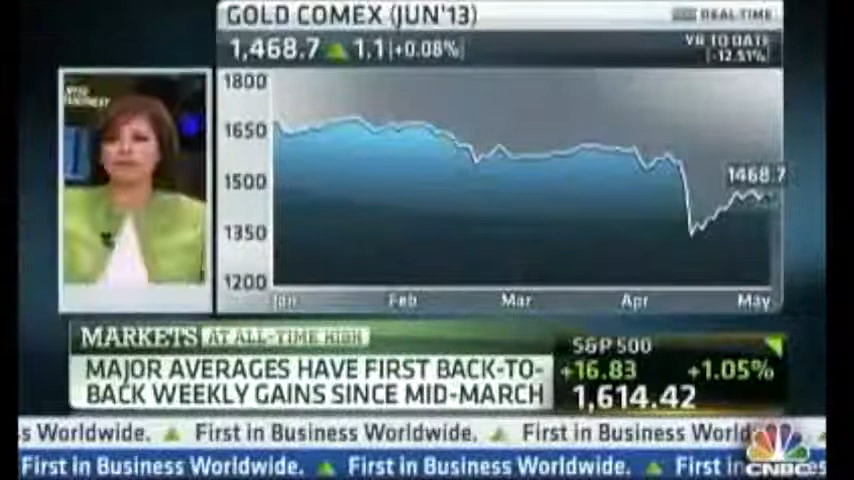 GOLD COMEX (JUN'13)
REAL-TIME
1,468.7 ▲ 1.1 (+0.08%)
YR TO DATE
(-12.51%)
1800
1650
1500
1350
1200
1468.7
Jan Feb Mar Apr May
MARKETS AT ALL-TIME HIGH
MAJOR AVERAGES HAVE FIRST BACK-TO-
BACK WEEKLY GAINS SINCE MID-MARCH
S&P 500
+16.83 +1.05%
1,614.42
s Worldwide. ▲ First in Business Worldwide. ▲ First in Business World
First in Business Worldwide. ▲ First in Business Worldwide. ▲ First in
CNBC